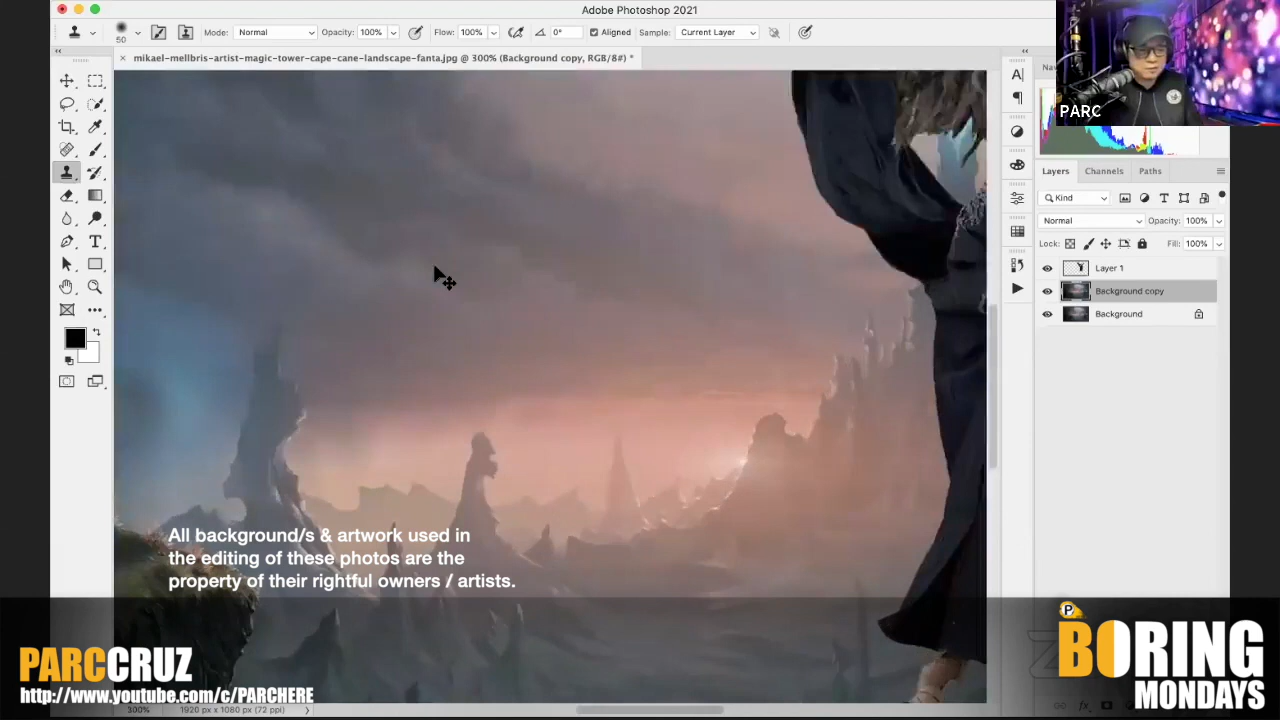 Adobe Photoshop 2021
50
Mode: Normal Opacity: 100% Flow: 100% 0° Aligned Sample: Current Layer
mikael-mellbris-artist-magic-tower-cape-cane-landscape-fanta.jpg @ 300% (Background copy, RGB/8#) *
PARC
Layers Channels Paths
Kind
Normal Opacity: 100%
Lock: Fill: 100%
Layer 1
Background copy
Background
All background/s & artwork used in
the editing of these photos are the
property of their rightful owners / artists.
PARCCRUZ
http://www.youtube.com/c/PARCHERE
P
BORING
MONDAYS
300% 1920 px x 1080 px (72 ppi)